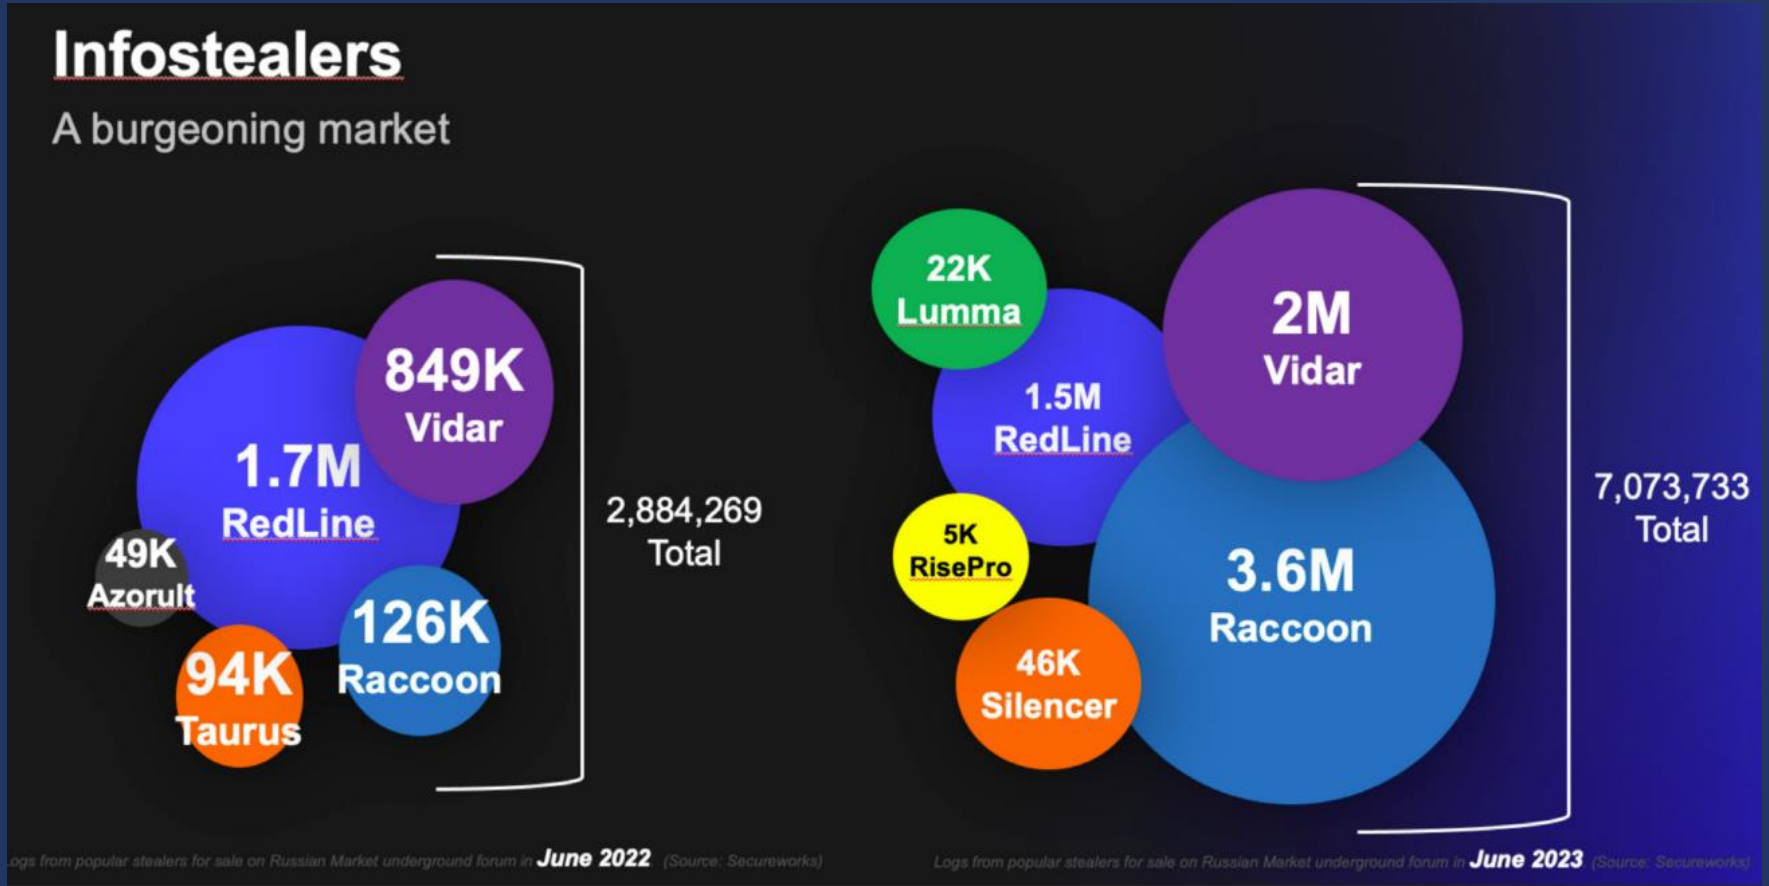 Infostealers
A burgeoning market
849K
Vidar
1.7M
RedLine
49K
Azorult
126K
Raccoon
94K
Taurus
2,884,269
Total
ogs from popular stealers for sale on Russian Market underground forum in June 2022 (Source: Secureworks)
22K
Lumma
2M
Vidar
1.5M
RedLine
5K
RisePro
3.6M
Raccoon
46K
Silencer
7,073,733
Total
Logs from popular stealers for sale on Russian Market underground forum in June 2023 (Source: Secureworks)